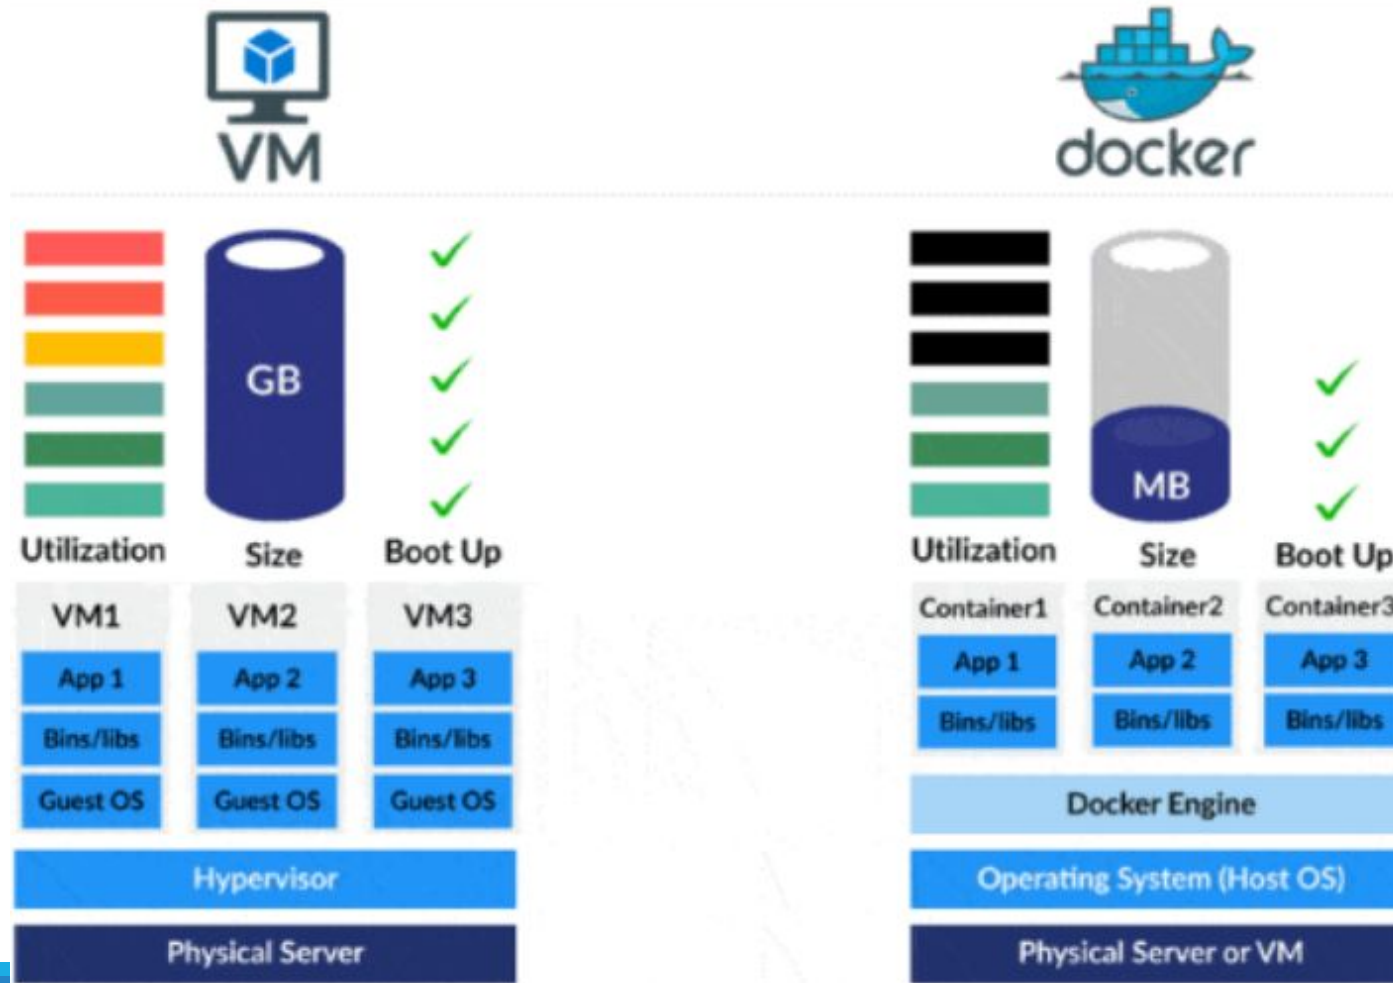 VM
docker
GB
MB
Utilization Size Boot Up
Utilization Size Boot Up
VM1 VM2 VM3
App 1 App 2 App 3
Bins/libs Bins/libs Bins/libs
Guest OS Guest OS Guest OS
Hypervisor
Physical Server
Container1 Container2 Container3
App 1 App 2 App 3
Bins/libs Bins/libs Bins/libs
Docker Engine
Operating System (Host OS)
Physical Server or VM